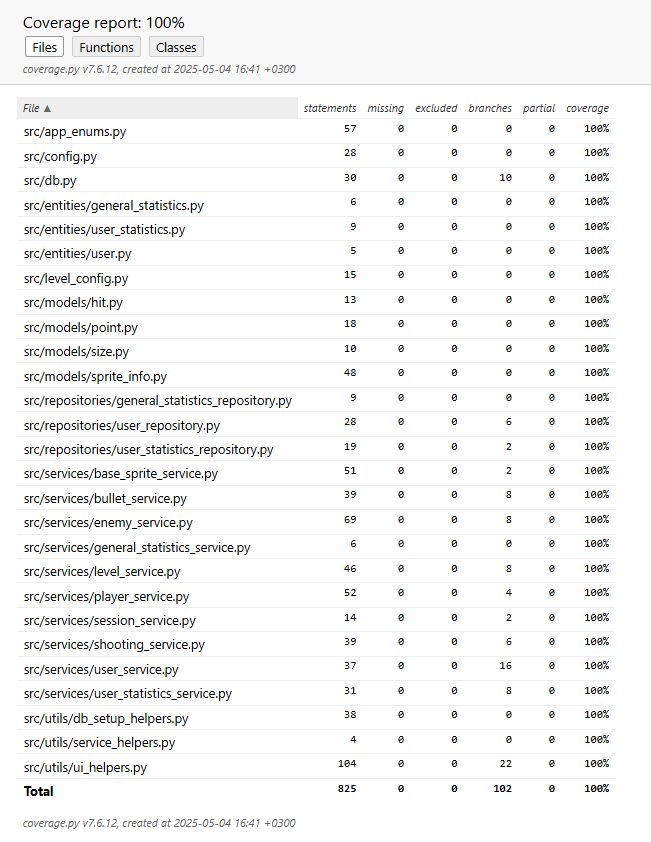 Coverage report: 100%
Files Functions Classes
coverage.py v7.6.12, created at 2025-05-04 16:41 +0300
File ▲ statements missing excluded branches partial coverage
src/app_enums.py 57 0 0 0 0 100%
src/config.py 28 0 0 0 0 100%
src/db.py 30 0 0 10 0 100%
src/entities/general_statistics.py 6 0 0 0 0 100%
src/entities/user_statistics.py 9 0 0 0 0 100%
src/entities/user.py 5 0 0 0 0 100%
src/level_config.py 15 0 0 0 0 100%
src/models/hit.py 13 0 0 0 0 100%
src/models/point.py 18 0 0 0 0 100%
src/models/size.py 10 0 0 0 0 100%
src/models/sprite_info.py 48 0 0 0 0 100%
src/repositories/general_statistics_repository.py 9 0 0 0 0 100%
src/repositories/user_repository.py 28 0 0 6 0 100%
src/repositories/user_statistics_repository.py 19 0 0 2 0 100%
src/services/base_sprite_service.py 51 0 0 2 0 100%
src/services/bullet_service.py 39 0 0 8 0 100%
src/services/enemy_service.py 69 0 0 8 0 100%
src/services/general_statistics_service.py 6 0 0 0 0 100%
src/services/level_service.py 46 0 0 8 0 100%
src/services/player_service.py 52 0 0 4 0 100%
src/services/session_service.py 14 0 0 2 0 100%
src/services/shooting_service.py 39 0 0 6 0 100%
src/services/user_service.py 37 0 0 16 0 100%
src/services/user_statistics_service.py 31 0 0 8 0 100%
src/utils/db_setup_helpers.py 38 0 0 0 0 100%
src/utils/service_helpers.py 4 0 0 0 0 100%
src/utils/ui_helpers.py 104 0 0 22 0 100%
Total 825 0 0 102 0 100%
coverage.py v7.6.12, created at 2025-05-04 16:41 +0300